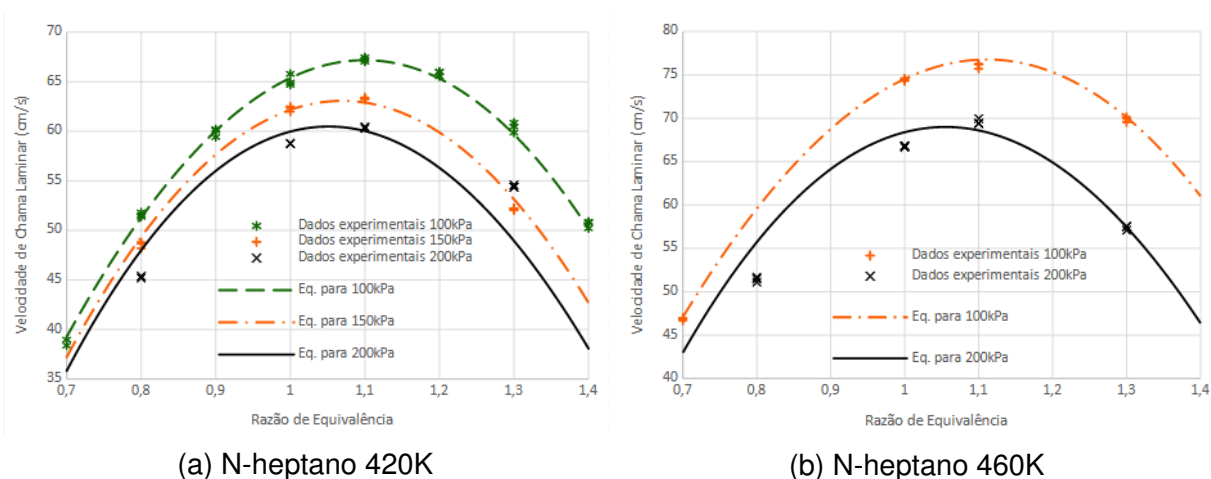 Velocidade de Chama Laminar (cm/s)
70
65
60
55
50
45
40
35
Dados experimentais 100kPa
Dados experimentais 150kPa
Dados experimentais 200kPa
Eq. para 100kPa
Eq. para 150kPa
Eq. para 200kPa
0,7 0,8 0,9 1 1,1 1,2 1,3 1,4
Razão de Equivalência
(a) N-heptano 420K
Velocidade de Chama Laminar (cm/s)
80
75
70
65
60
55
50
45
40
Dados experimentais 100kPa
Dados experimentais 200kPa
Eq. para 100kPa
Eq. para 200kPa
0,7 0,8 0,9 1 1,1 1,2 1,3 1,4
Razão de Equivalência
(b) N-heptano 460K